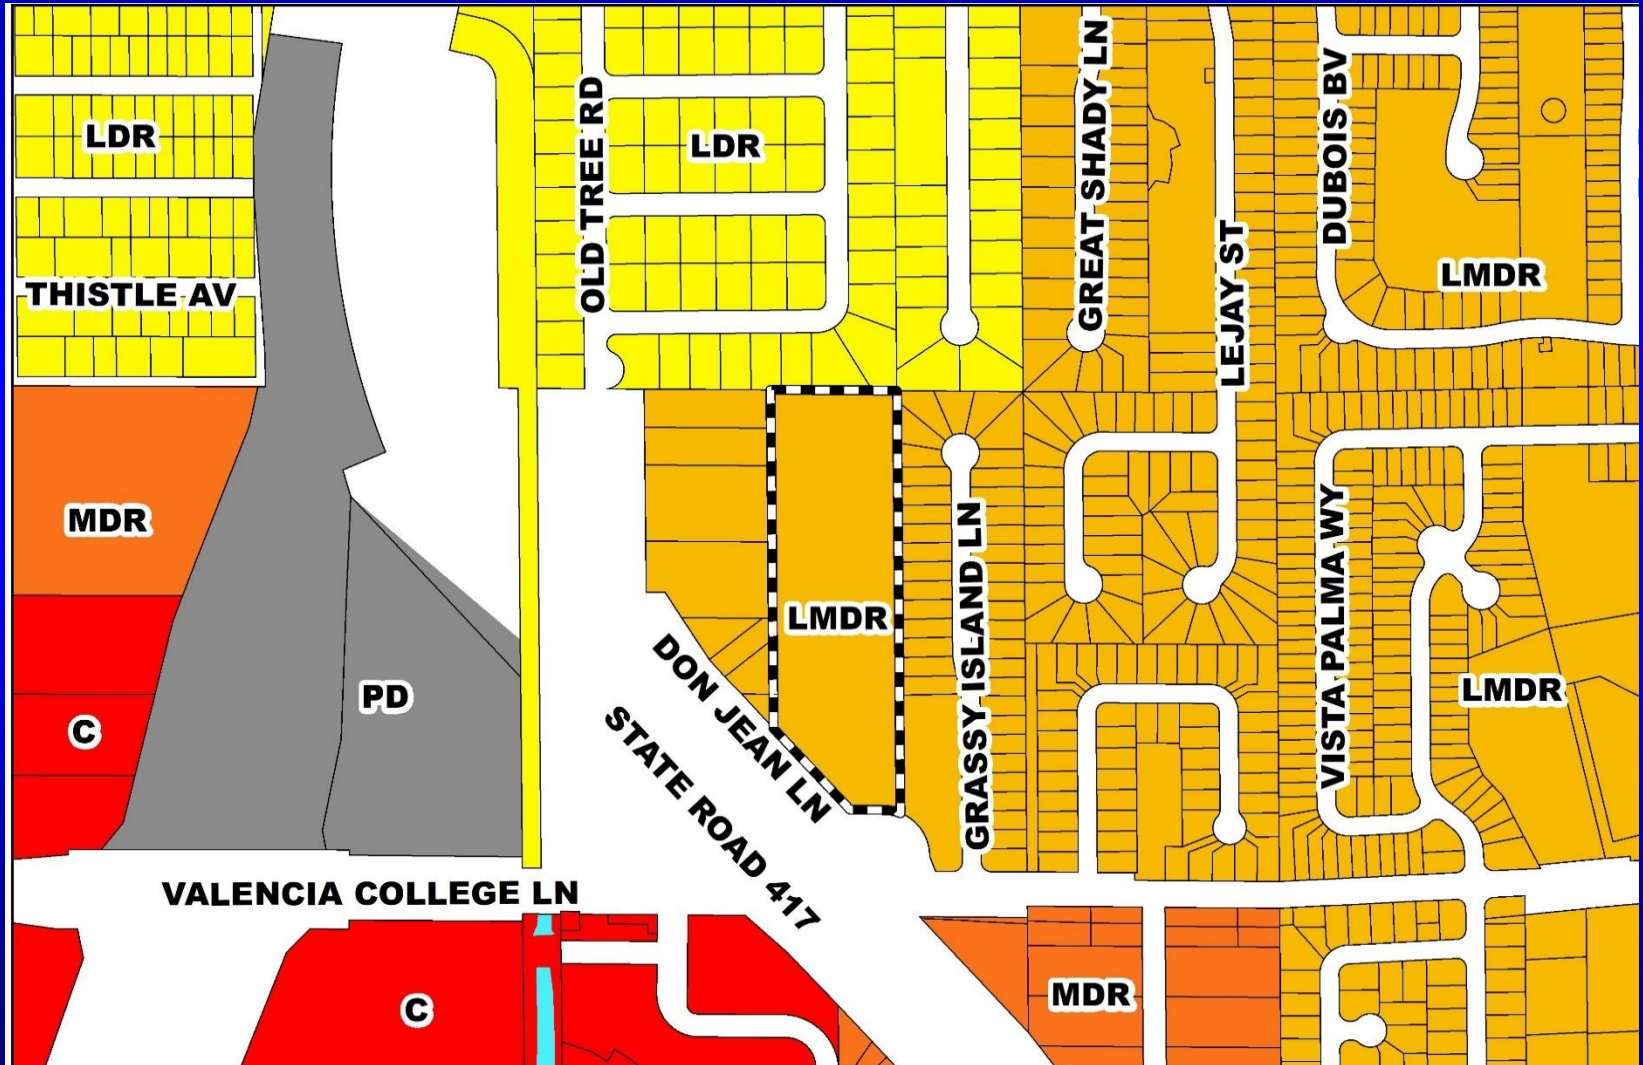 LDR
THISTLE AV
OLD TREE RD
LDR
GREAT SHADY LN
LEJAY ST
DUBOIS BV
LMDR
MDR
C
PD
LMDR
DON JEAN LN
STATE ROAD 417
GRASSY ISLAND LN
VISTA PALMA WY
LMDR
VALENCIA COLLEGE LN
C
MDR